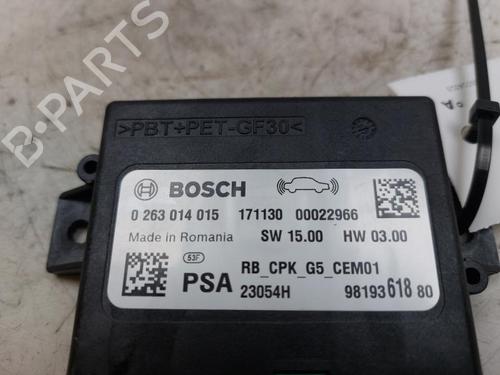 >PBT+PET-GF30<
BOSCH
0 263 014 015 171130 00022966
Made in Romania SW 15.00 HW 03.00
53F
PSA
RB_CPK_G5_CEM01
23054H 98193618 80
B-PARTS